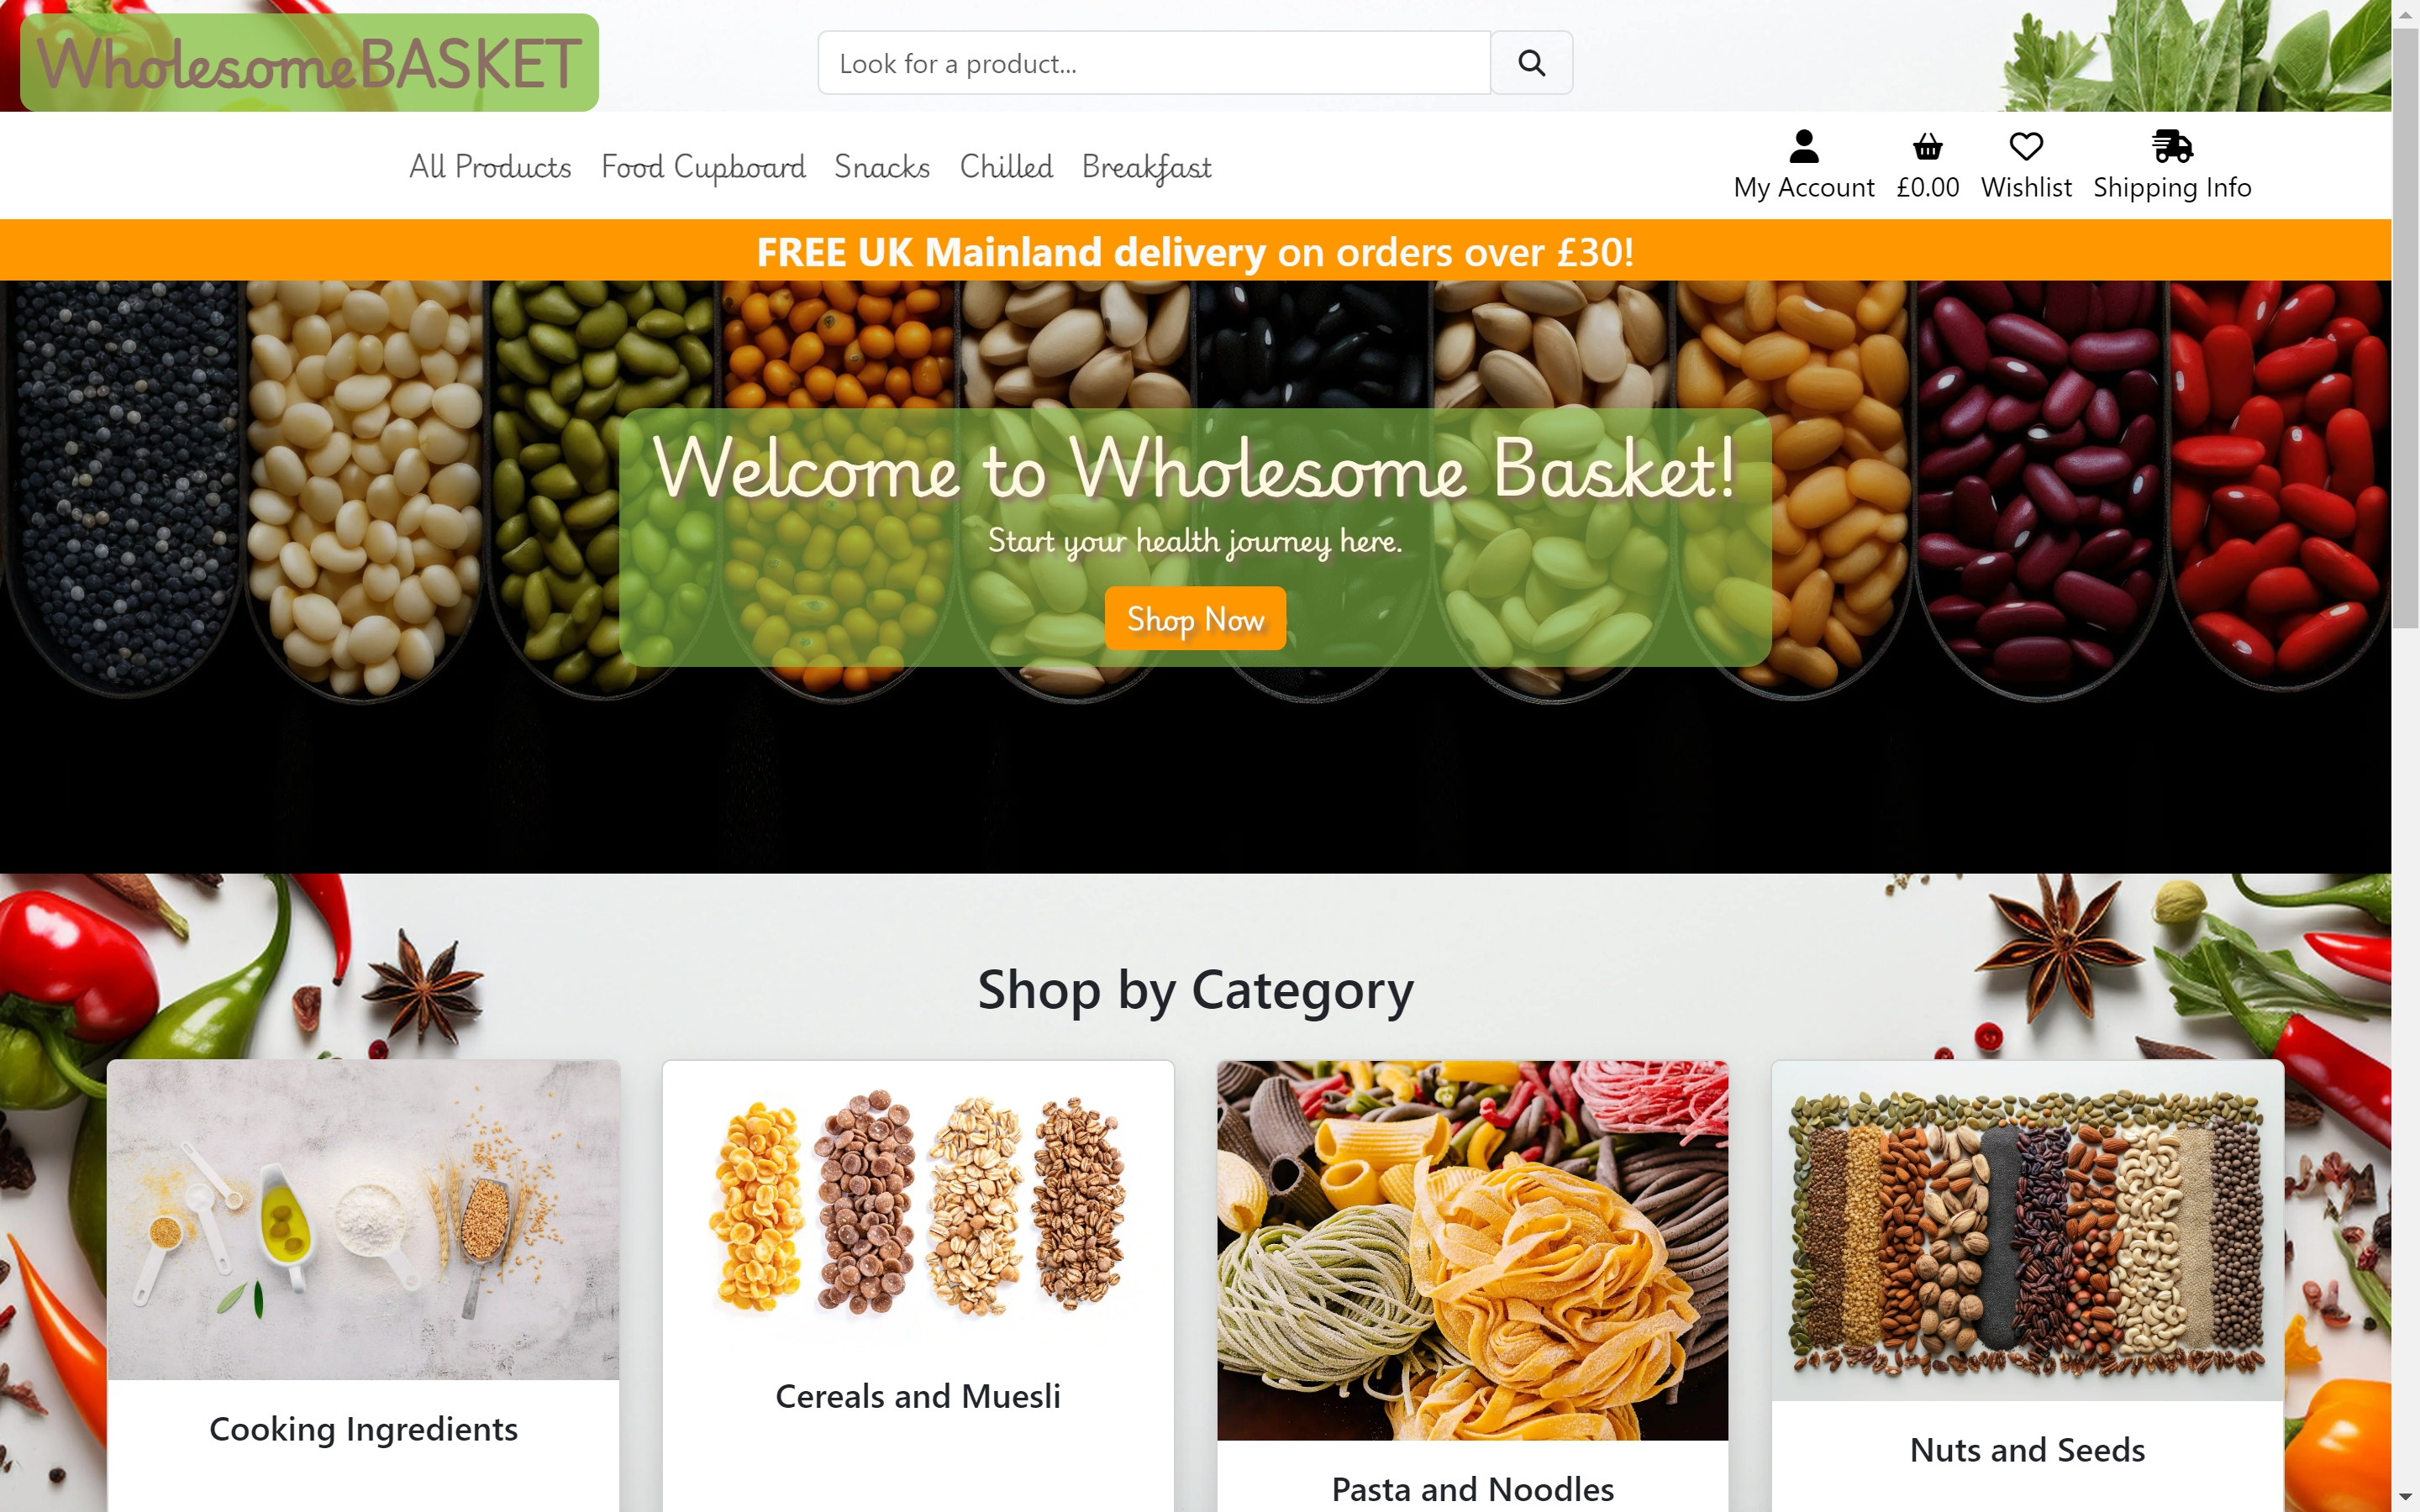 WholesomeBASKET
Look for a product...
All Products Food Cupboard Snacks Chilled Breakfast
My Account £0.00 Wishlist Shipping Info
FREE UK Mainland delivery on orders over £30!
Welcome to Wholesome Basket!
Start your health journey here.
Shop Now
Shop by Category
Cooking Ingredients
Cereals and Muesli
Pasta and Noodles
Nuts and Seeds